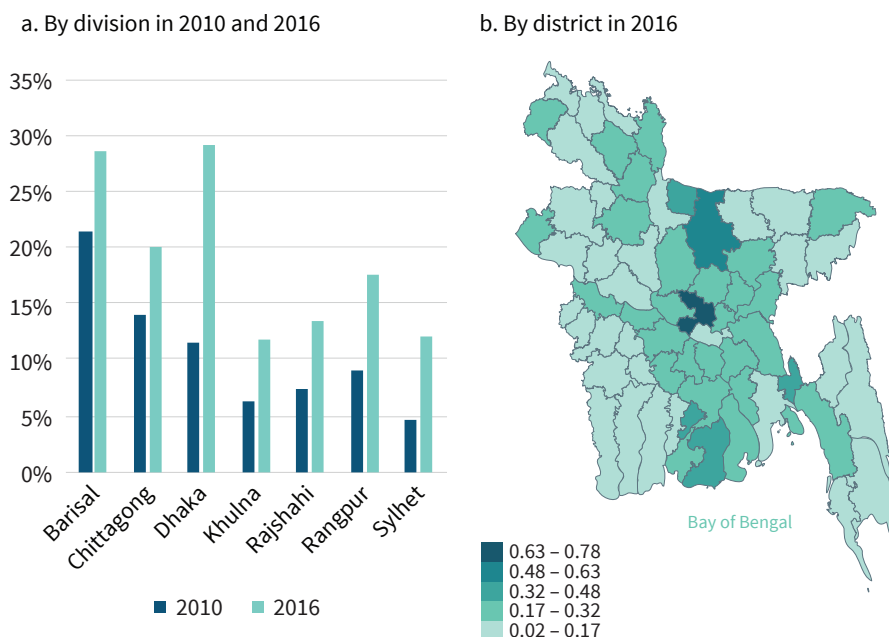 a. By division in 2010 and 2016
35%
30%
25%
20%
15%
10%
5%
0%
Barisal
Chittagong
Dhaka
Khulna
Rajshahi
Rangpur
Sylhet
2010 2016
b. By district in 2016
Bay of Bengal
0.63 – 0.78
0.48 – 0.63
0.32 – 0.48
0.17 – 0.32
0.02 – 0.17